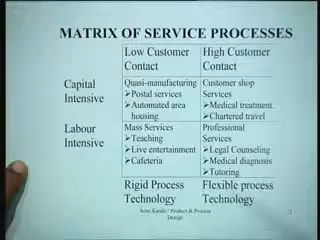 MATRIX OF SERVICE PROCESSES
Low Customer Contact
High Customer Contact
Capital Intensive
Quasi-manufacturing
➢Postal services
➢Automated area housing
Customer shop Services
➢Medical treatment
➢Chartered travel
Labour Intensive
Mass Services
➢Teaching
➢Live entertainment
➢Cafeteria
Professional Services
➢Legal Counseling
➢Medical diagnosis
➢Tutoring
Rigid Process Technology
Flexible process Technology
/ Product & Process Design